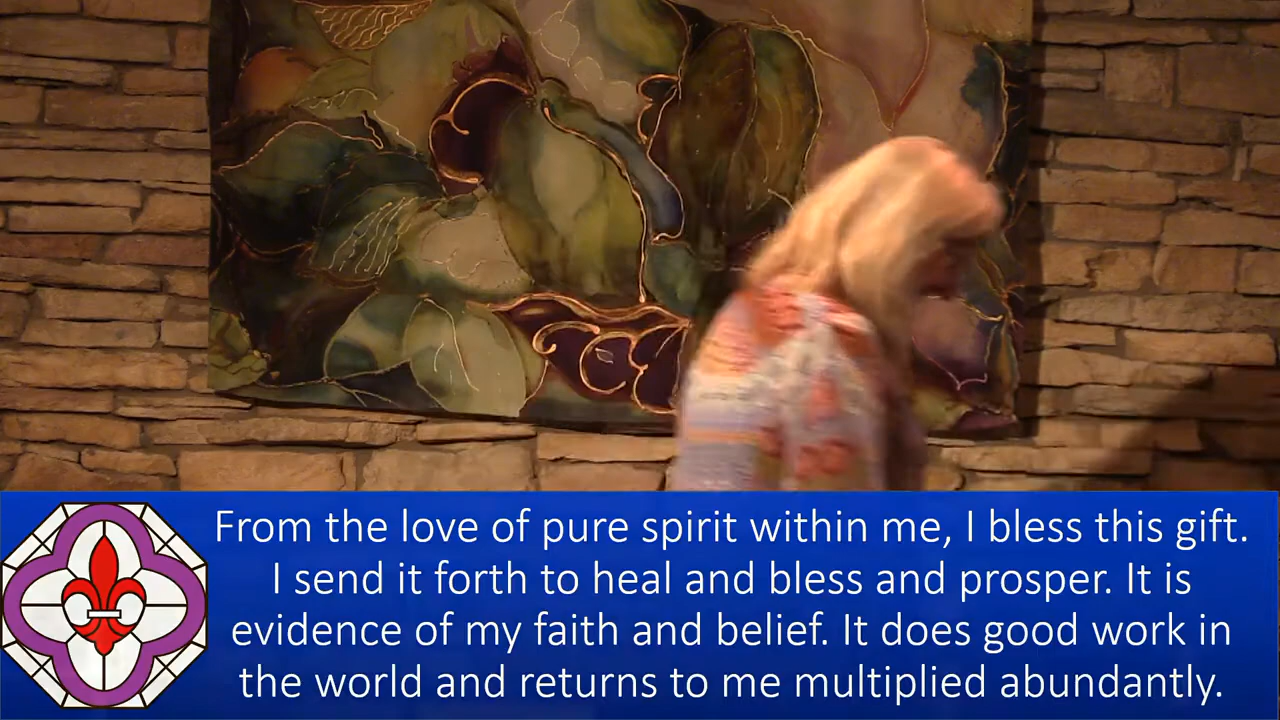 From the love of pure spirit within me, I bless this gift.
I send it forth to heal and bless and prosper. It is
evidence of my faith and belief. It does good work in
the world and returns to me multiplied abundantly.